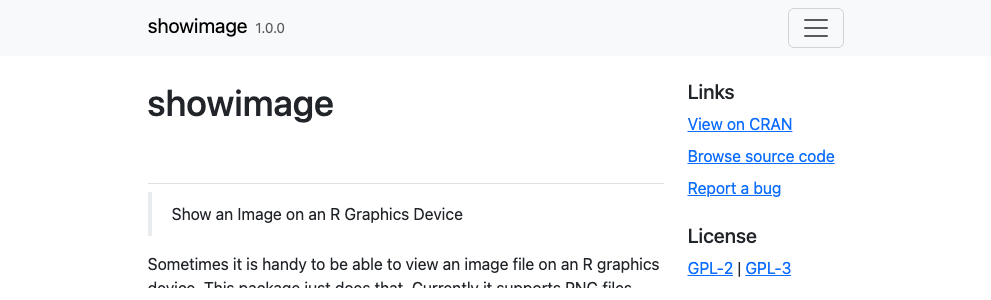 showimage 1.0.0
showimage
Show an Image on an R Graphics Device
Sometimes it is handy to be able to view an image file on an R graphics
device. This package just does that. Currently it supports PNG files.
Links
View on CRAN
Browse source code
Report a bug
License
GPL-2 | GPL-3